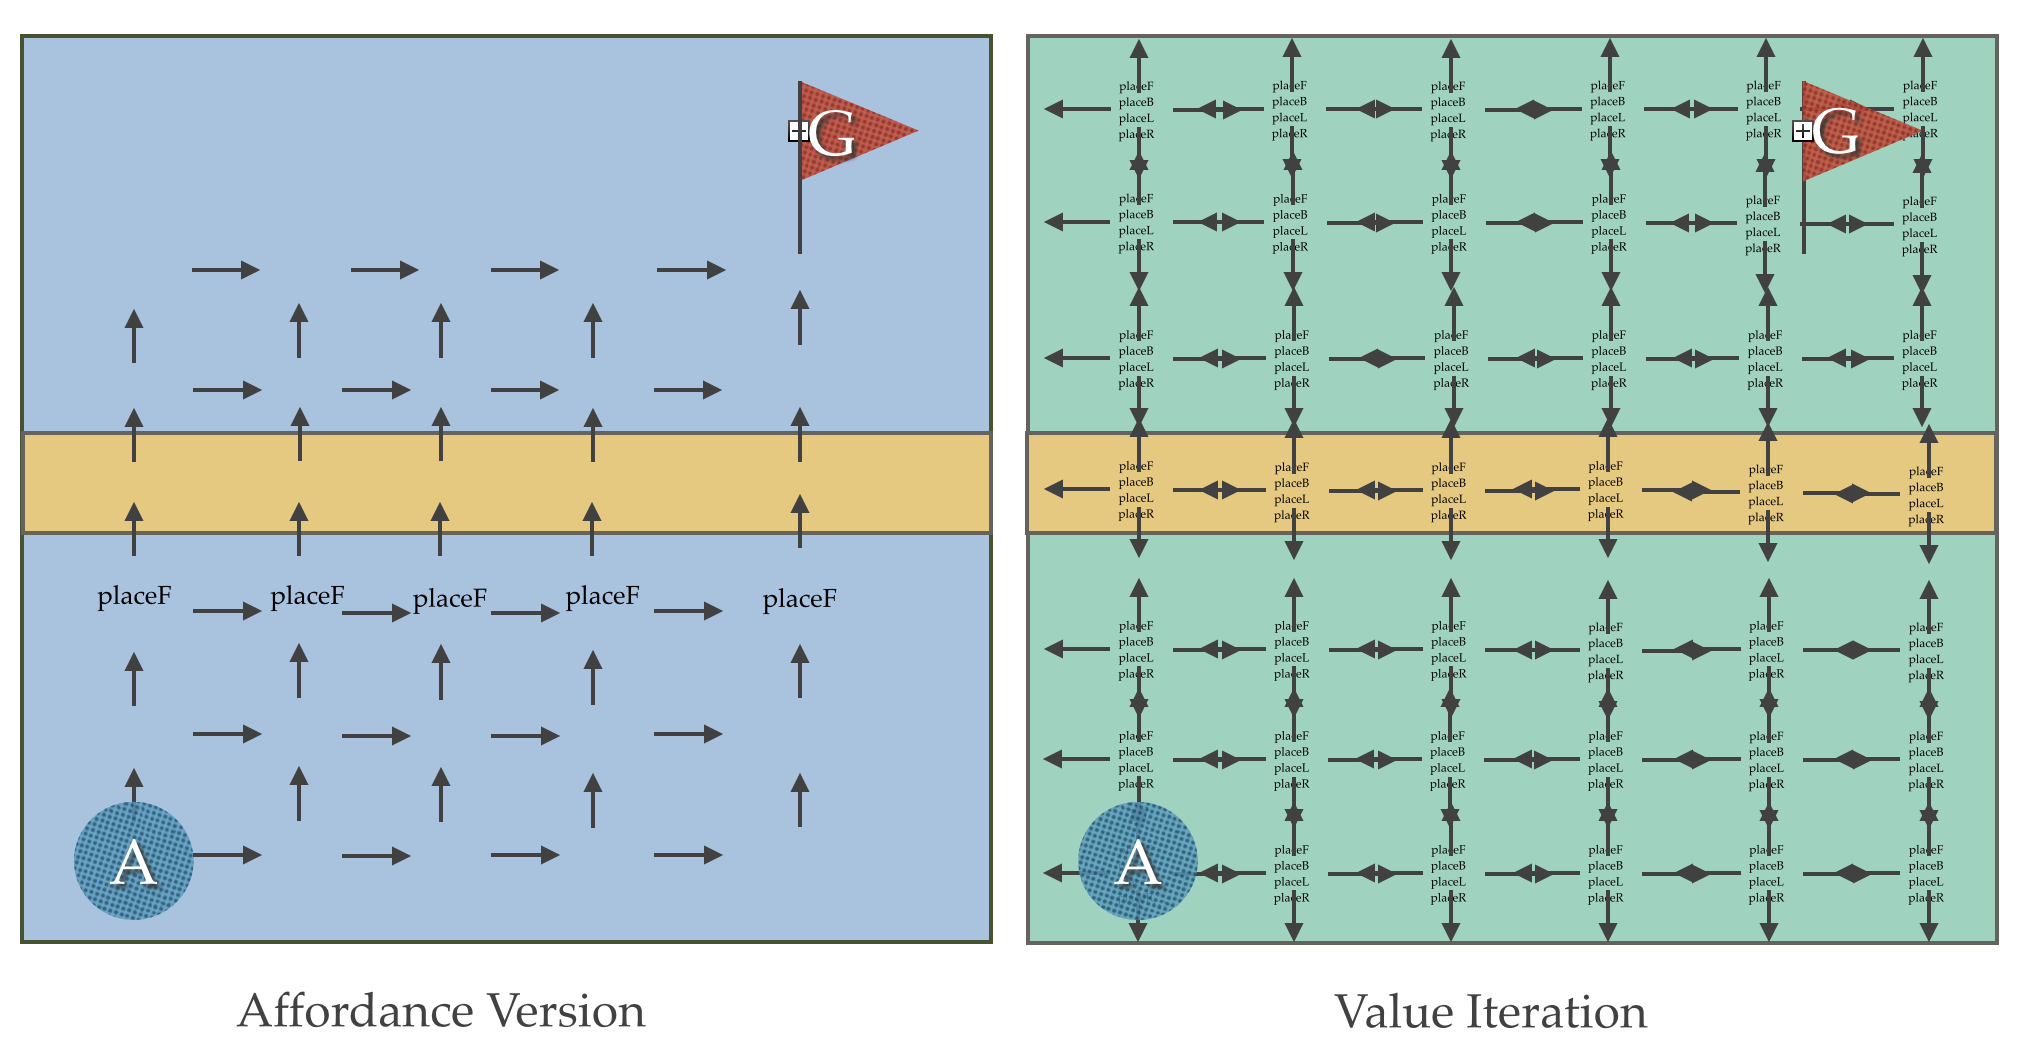 G
placeF placeF placeF placeF placeF
A
Affordance Version
placeF placeF placeF placeF placeF placeF
placeB placeB placeB placeB placeB placeB
placeL placeL placeL placeL placeL placeL
placeR placeR placeR placeR placeR G placeR
placeF placeF placeF placeF placeF placeF
placeB placeB placeB placeB placeB placeB
placeL placeL placeL placeL placeL placeL
placeR placeR placeR placeR placeR placeR
placeF placeF placeF placeF placeF placeF
placeB placeB placeB placeB placeB placeB
placeL placeL placeL placeL placeL placeL
placeR placeR placeR placeR placeR placeR
placeF placeF placeF placeF placeF placeF
placeB placeB placeB placeB placeB placeB
placeL placeL placeL placeL placeL placeL
placeR placeR placeR placeR placeR placeR
placeF placeF placeF placeF placeF placeF
placeB placeB placeB placeB placeB placeB
placeL placeL placeL placeL placeL placeL
placeR placeR placeR placeR placeR placeR
placeF placeF placeF placeF placeF placeF
placeB placeB placeB placeB placeB placeB
placeL placeL placeL placeL placeL placeL
placeR placeR placeR placeR placeR placeR
placeF placeF placeF placeF placeF
A placeB placeB placeB placeB placeB
placeL placeL placeL placeL placeL
placeR placeR placeR placeR placeR
Value Iteration